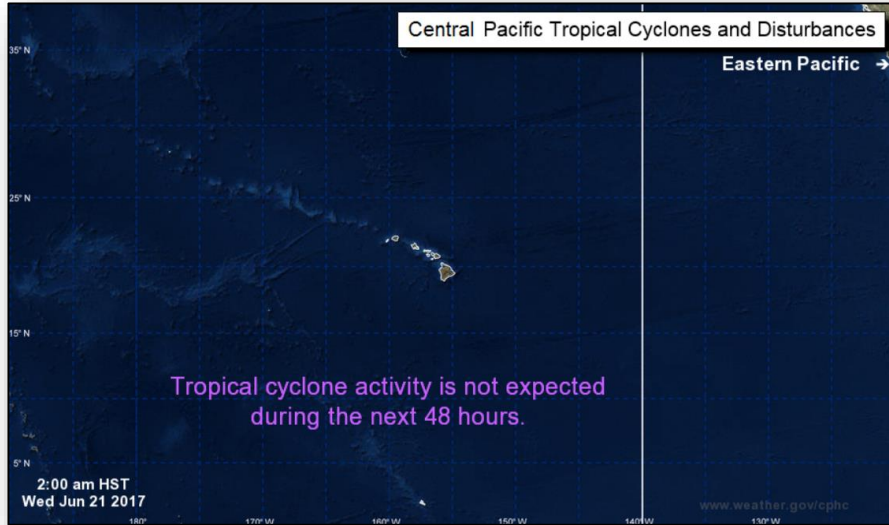 Central Pacific Tropical Cyclones and Disturbances
Eastern Pacific →
35° N
25° N
15° N
Tropical cyclone activity is not expected
during the next 48 hours.
5° N
2:00 am HST
Wed Jun 21 2017
www.weather.gov/cphc
180°
170° W
160° W
150° W
140° W
130° W